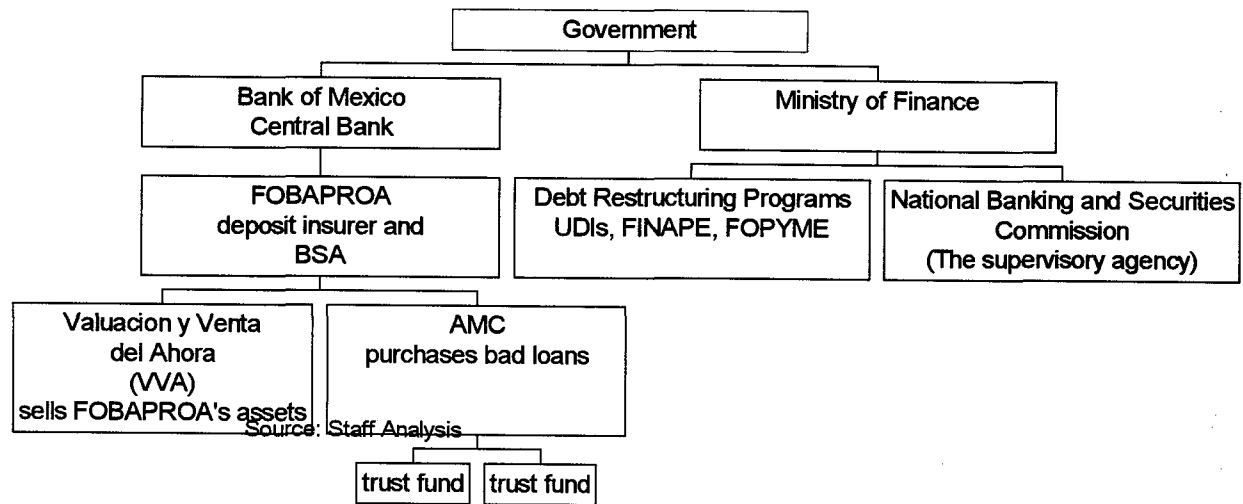 Government
Bank of Mexico
Central Bank
Ministry of Finance
FOBAPROA
deposit insurer and
BSA
Debt Restructuring Programs
UDIs, FINAPE, FOPYME
National Banking and Securities
Commission
(The supervisory agency)
Valuacion y Venta
del Ahora
(VVA)
sells FOBAPROA's assets
AMC
purchases bad loans
Source: Staff Analysis
trust fund
trust fund